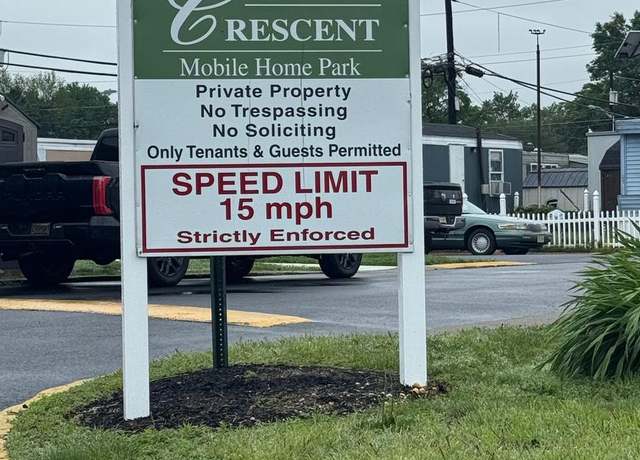 CRESCENT
Mobile Home Park
Private Property
No Trespassing
No Soliciting
Only Tenants & Guests Permitted
SPEED LIMIT
15 mph
Strictly Enforced